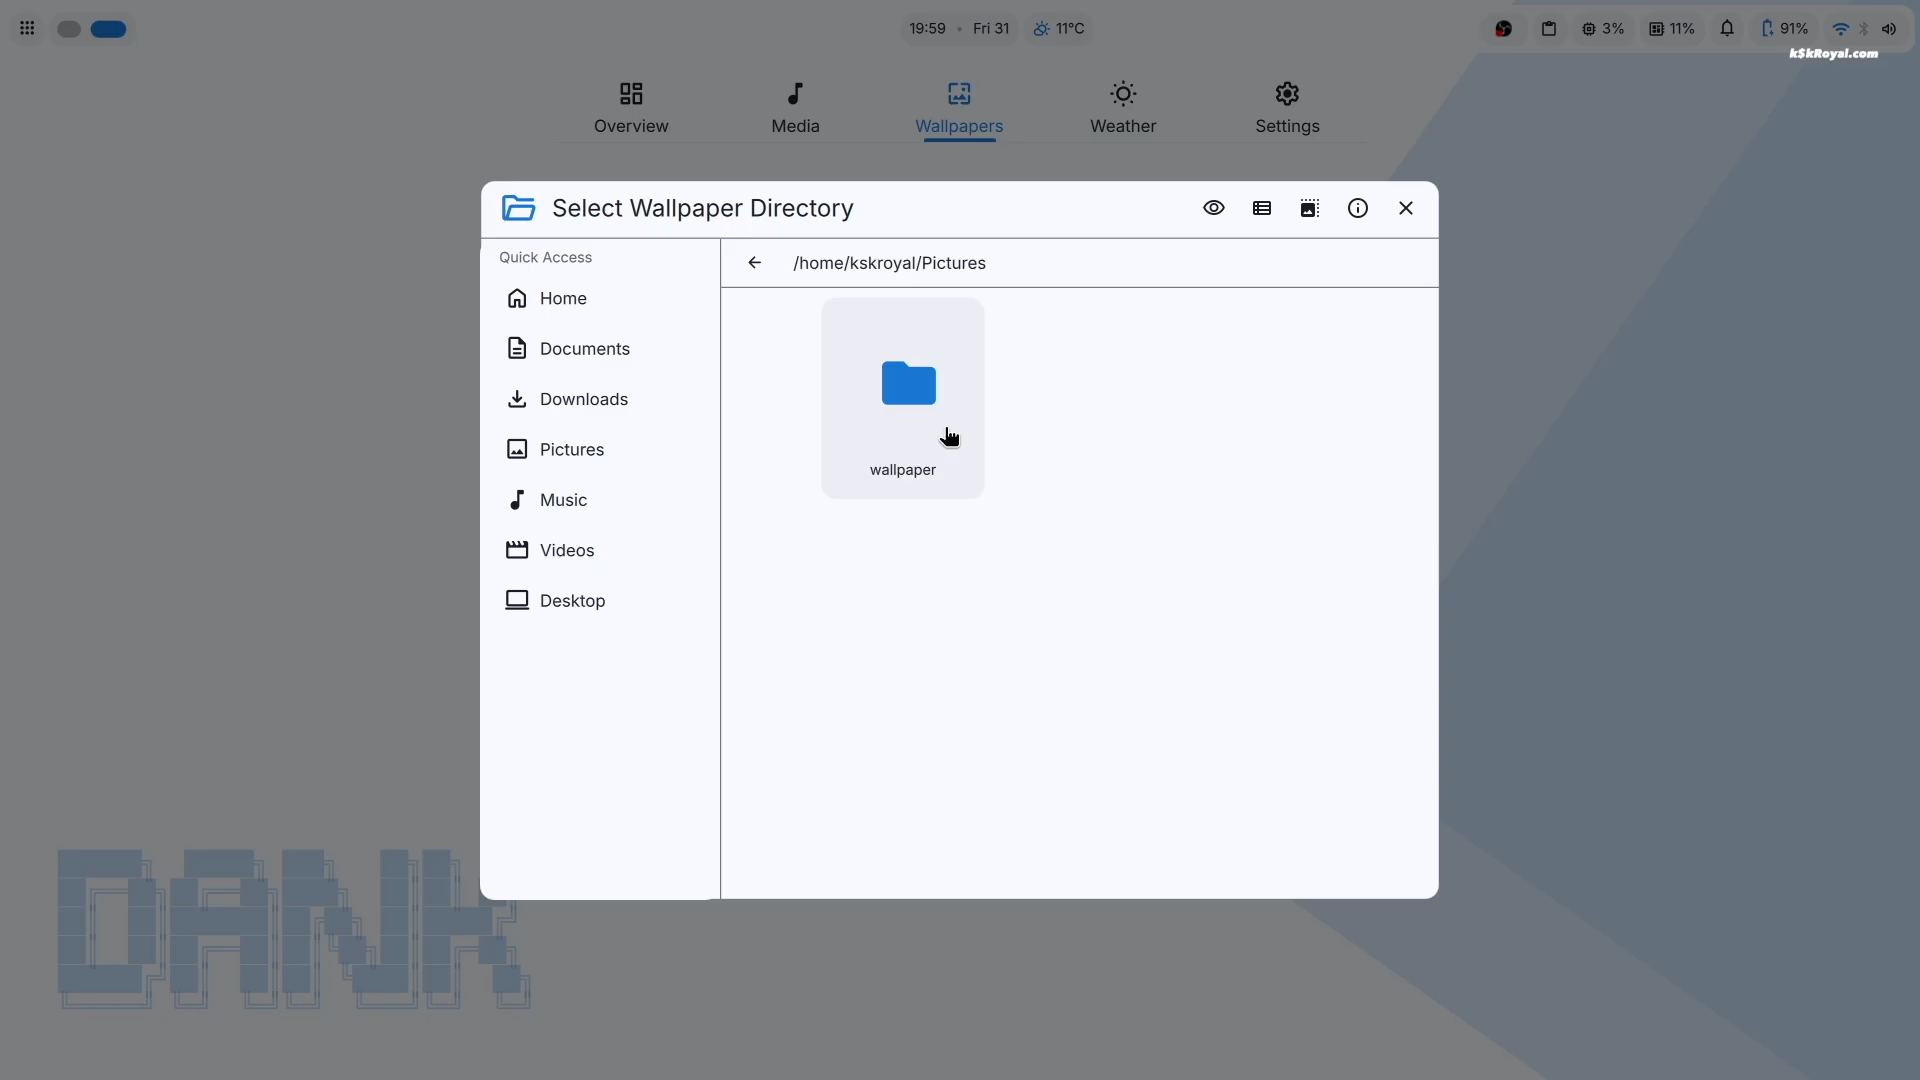 19:59 • Fri 31
11°C
3%
11%
91%
kSkRoyal.com
Overview
Media
Wallpapers
Weather
Settings
Select Wallpaper Directory
Quick Access
/home/kskroyal/Pictures
Home
Documents
Downloads
Pictures
Music
Videos
Desktop
wallpaper
DANK